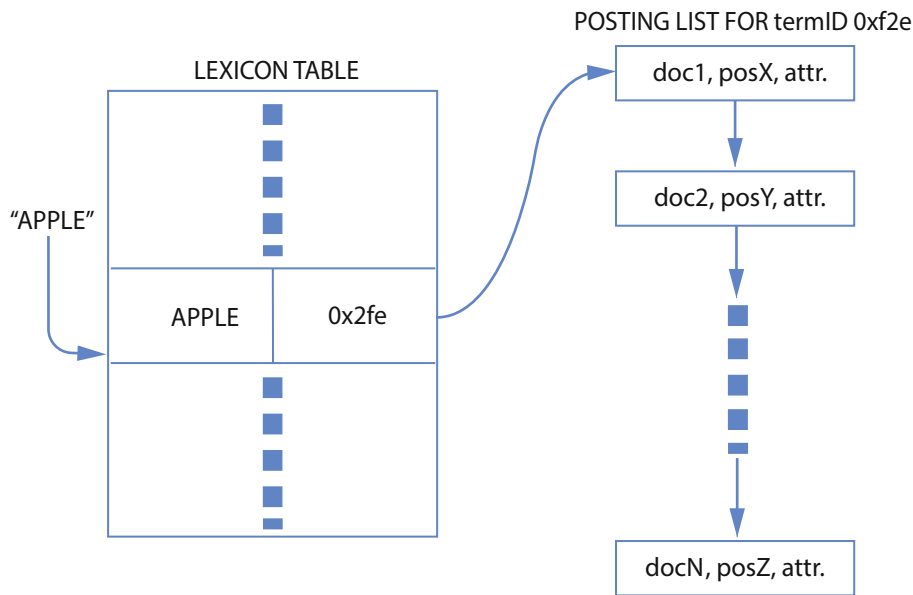 POSTING LIST FOR termID 0xf2e
LEXICON TABLE
doc1, posX, attr.
doc2, posY, attr.
“APPLE”
APPLE
0x2fe
docN, posZ, attr.